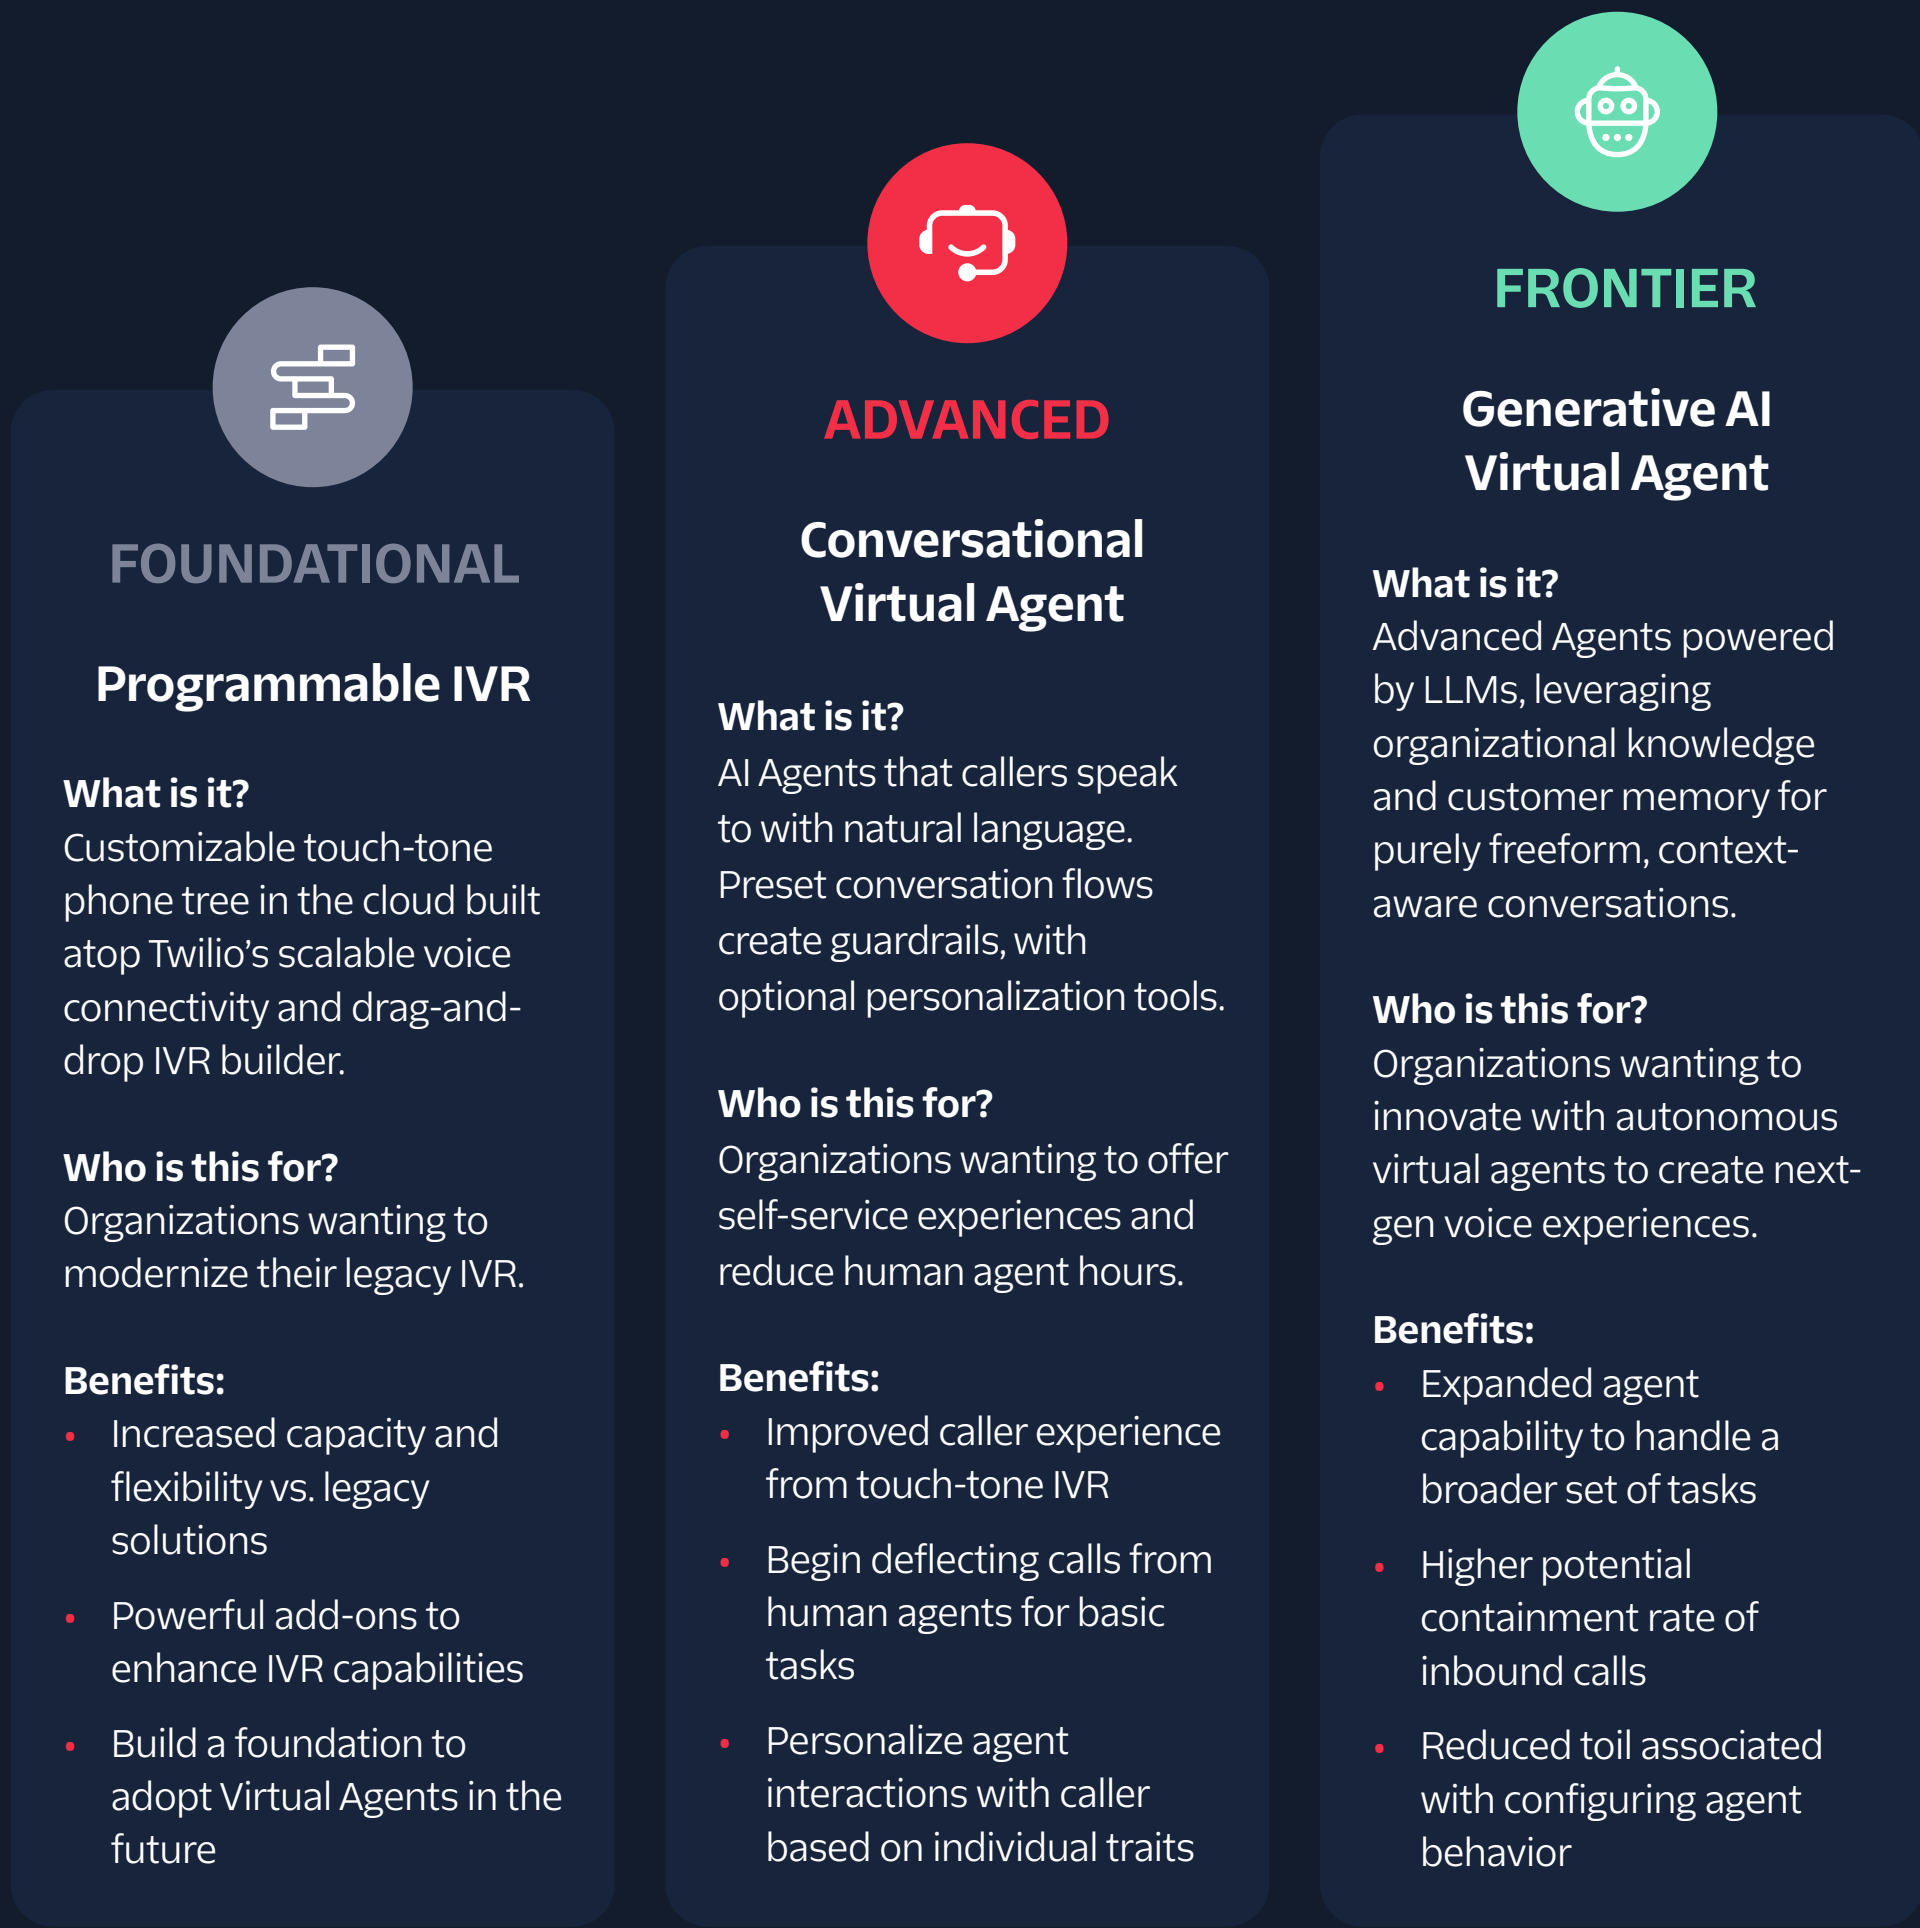 FOUNDATIONAL
Programmable IVR
What is it?
Customizable touch-tone
phone tree in the cloud built
atop Twilio’s scalable voice
connectivity and drag-and-
drop IVR builder.
Who is this for?
Organizations wanting to
modernize their legacy IVR.
Benefits:
• Increased capacity and
flexibility vs. legacy
solutions
• Powerful add-ons to
enhance IVR capabilities
• Build a foundation to
adopt Virtual Agents in the
future
ADVANCED
Conversational
Virtual Agent
What is it?
AI Agents that callers speak
to with natural language.
Preset conversation flows
create guardrails, with
optional personalization tools.
Who is this for?
Organizations wanting to offer
self-service experiences and
reduce human agent hours.
Benefits:
• Improved caller experience
from touch-tone IVR
• Begin deflecting calls from
human agents for basic
tasks
• Personalize agent
interactions with caller
based on individual traits
FRONTIER
Generative AI
Virtual Agent
What is it?
Advanced Agents powered
by LLMs, leveraging
organizational knowledge
and customer memory for
purely freeform, context-
aware conversations.
Who is this for?
Organizations wanting to
innovate with autonomous
virtual agents to create next-
gen voice experiences.
Benefits:
• Expanded agent
capability to handle a
broader set of tasks
• Higher potential
containment rate of
inbound calls
• Reduced toil associated
with configuring agent
behavior